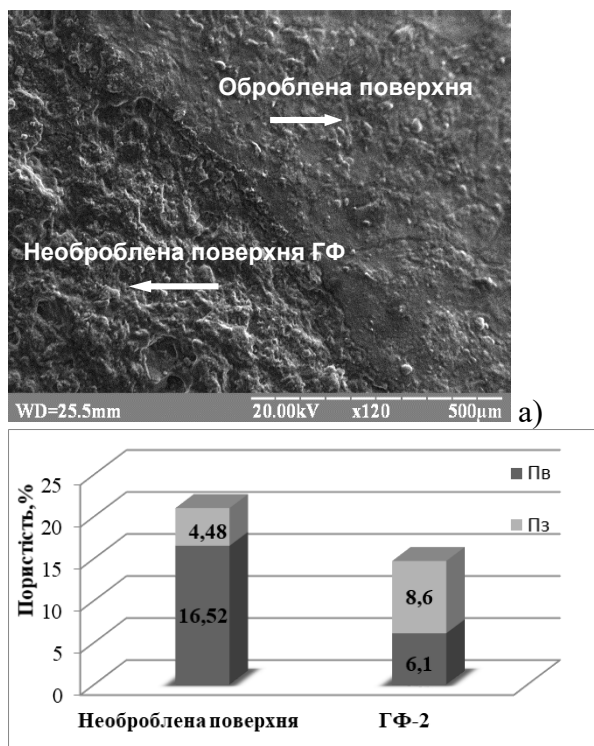 Оброблена поверхня
Необроблена поверхня ГФ
WD=25.5mm 20.00kV x120 500µm
а)
Пористість,%
25
20
15
10
5
0
4,48
16,52
8,6
6,1
Необроблена поверхня ГФ-2
Пв
Пз